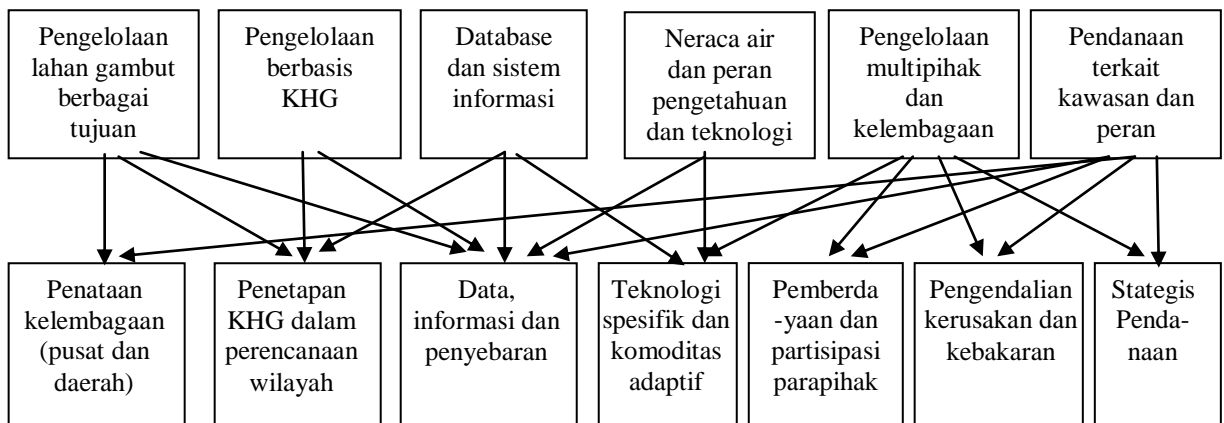 Pengelolaan
lahan gambut
berbagai
tujuan
Pengelolaan
berbasis
KHG
Database
dan sistem
informasi
Neraca air
dan peran
pengetahuan
dan teknologi
Pengelolaan
multipihak
dan
kelembagaan
Pendanaan
terkait
kawasan dan
peran
Penataan
kelembagaan
(pusat dan
daerah)
Penetapan
KHG dalam
perencanaan
wilayah
Data,
informasi dan
penyebaran
Teknologi
spesifik dan
komoditas
adaptif
Pemberda
-yaan dan
partisipasi
parapihak
Pengendalian
kerusakan dan
kebakaran
Stategis
Penda-
naan